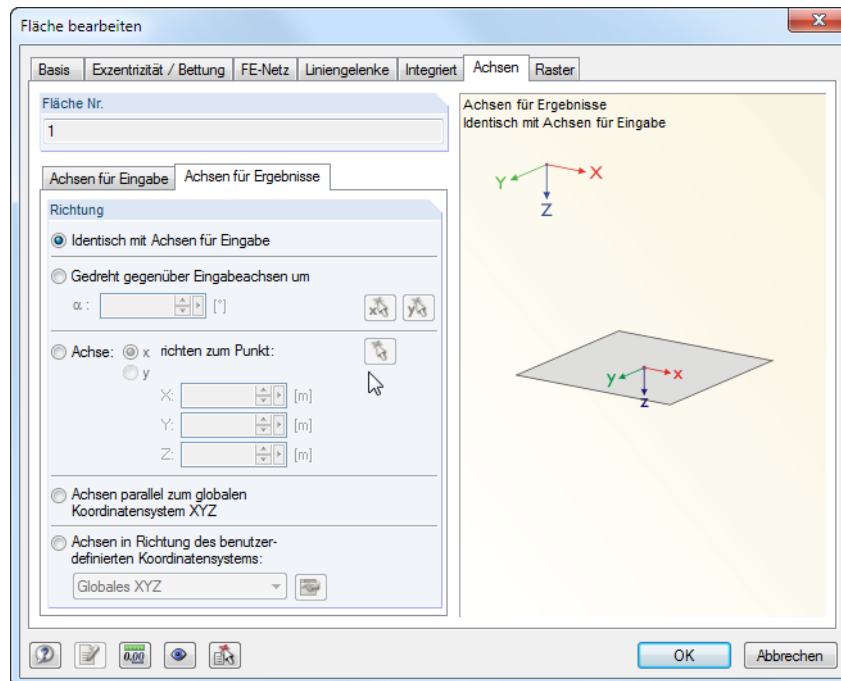 Fläche bearbeiten
Basis
Exzentrizität / Bettung
FE-Netz
Liniengelenke
Integriert
Achsen
Raster
Fläche Nr.
1
Achsen für Eingabe
Achsen für Ergebnisse
Richtung
Identisch mit Achsen für Eingabe
Gedreht gegenüber Eingabeachsen um
α : [°]
x y
Achse: x richten zum Punkt:
y
X: [m]
Y: [m]
Z: [m]
Achsen parallel zum globalen
Koordinatensystem XYZ
Achsen in Richtung des benutzer-
definierten Koordinatensystems:
Globales XYZ
Achsen für Ergebnisse
Identisch mit Achsen für Eingabe
Y X
Z
y x
z
0.00
OK
Abbrechen